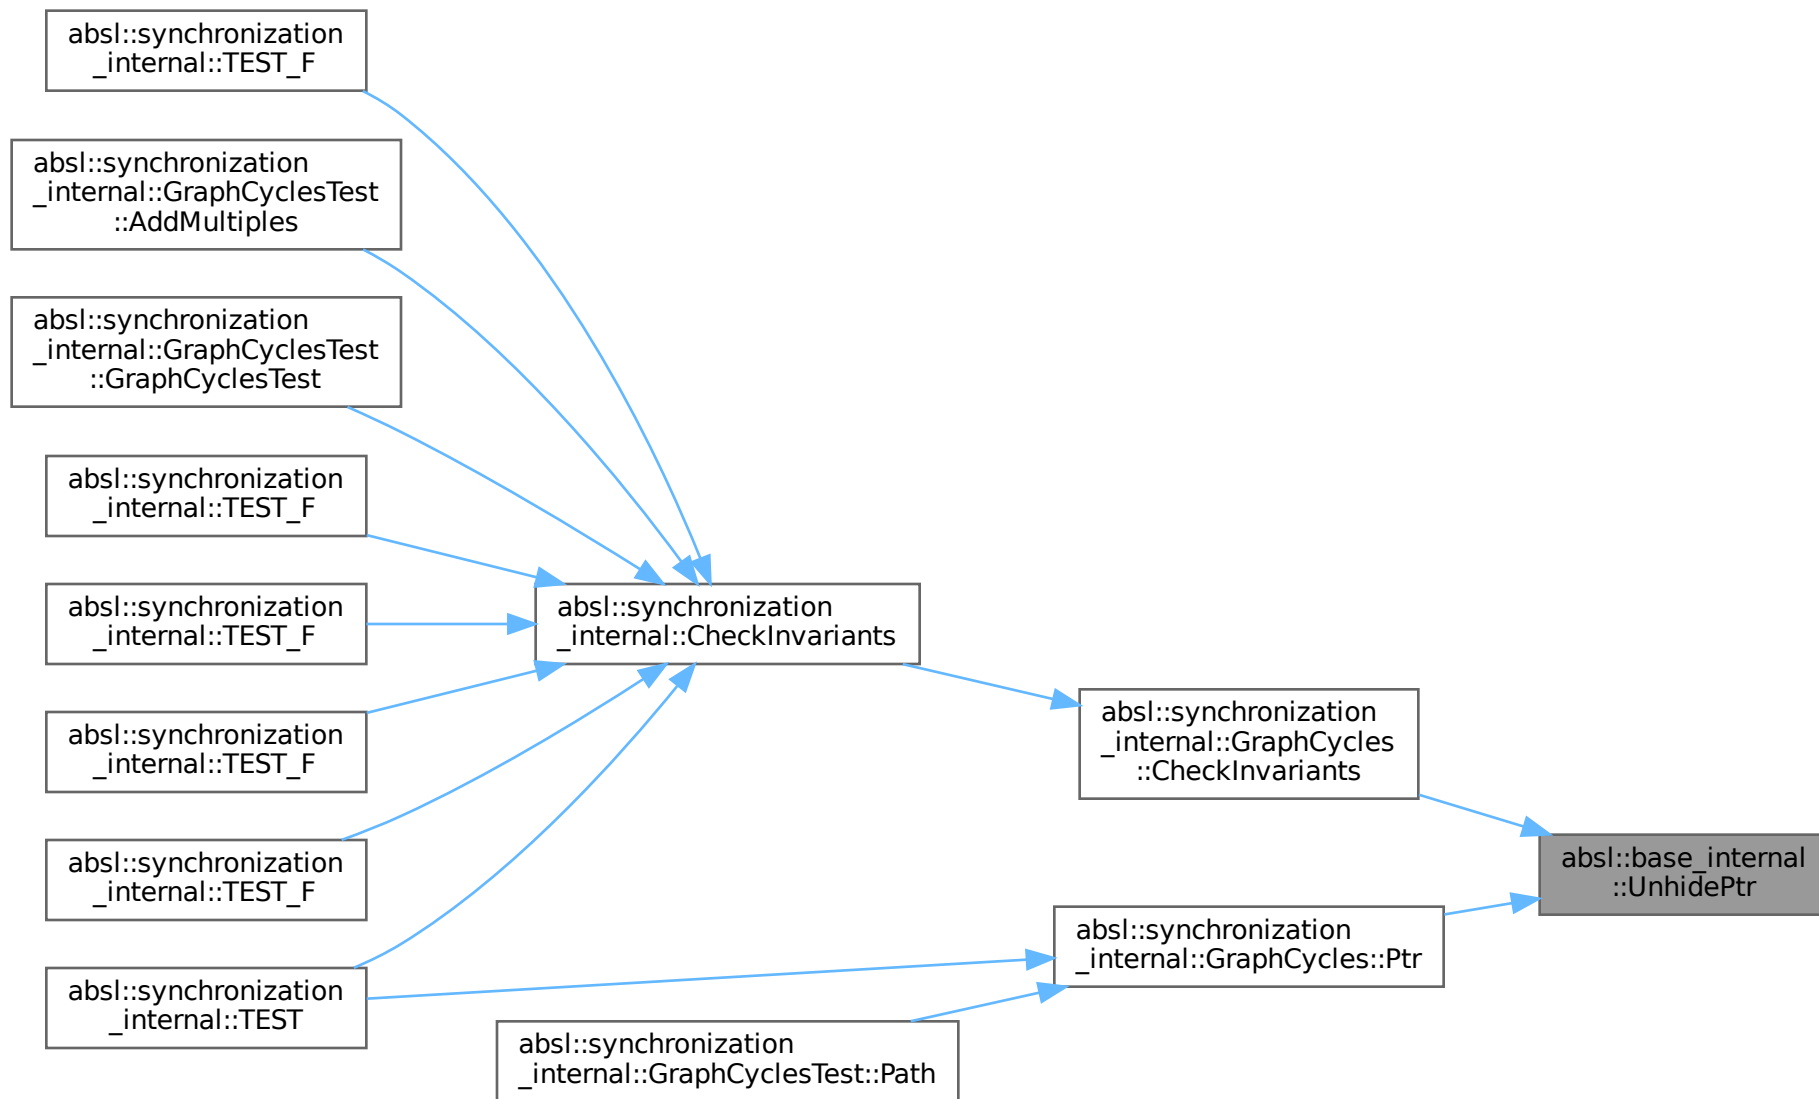 absl::synchronization
_internal::TEST_F
absl::synchronization
_internal::GraphCyclesTest
::AddMultiples
absl::synchronization
_internal::GraphCyclesTest
::GraphCyclesTest
absl::synchronization
_internal::TEST_F
absl::synchronization
_internal::TEST_F
absl::synchronization
_internal::CheckInvariants
absl::synchronization
_internal::TEST_F
absl::synchronization
_internal::GraphCycles
::CheckInvariants
absl::synchronization
_internal::TEST_F
absl::base_internal
::UnhidePtr
absl::synchronization
_internal::GraphCycles::Ptr
absl::synchronization
_internal::TEST
absl::synchronization
_internal::GraphCyclesTest::Path